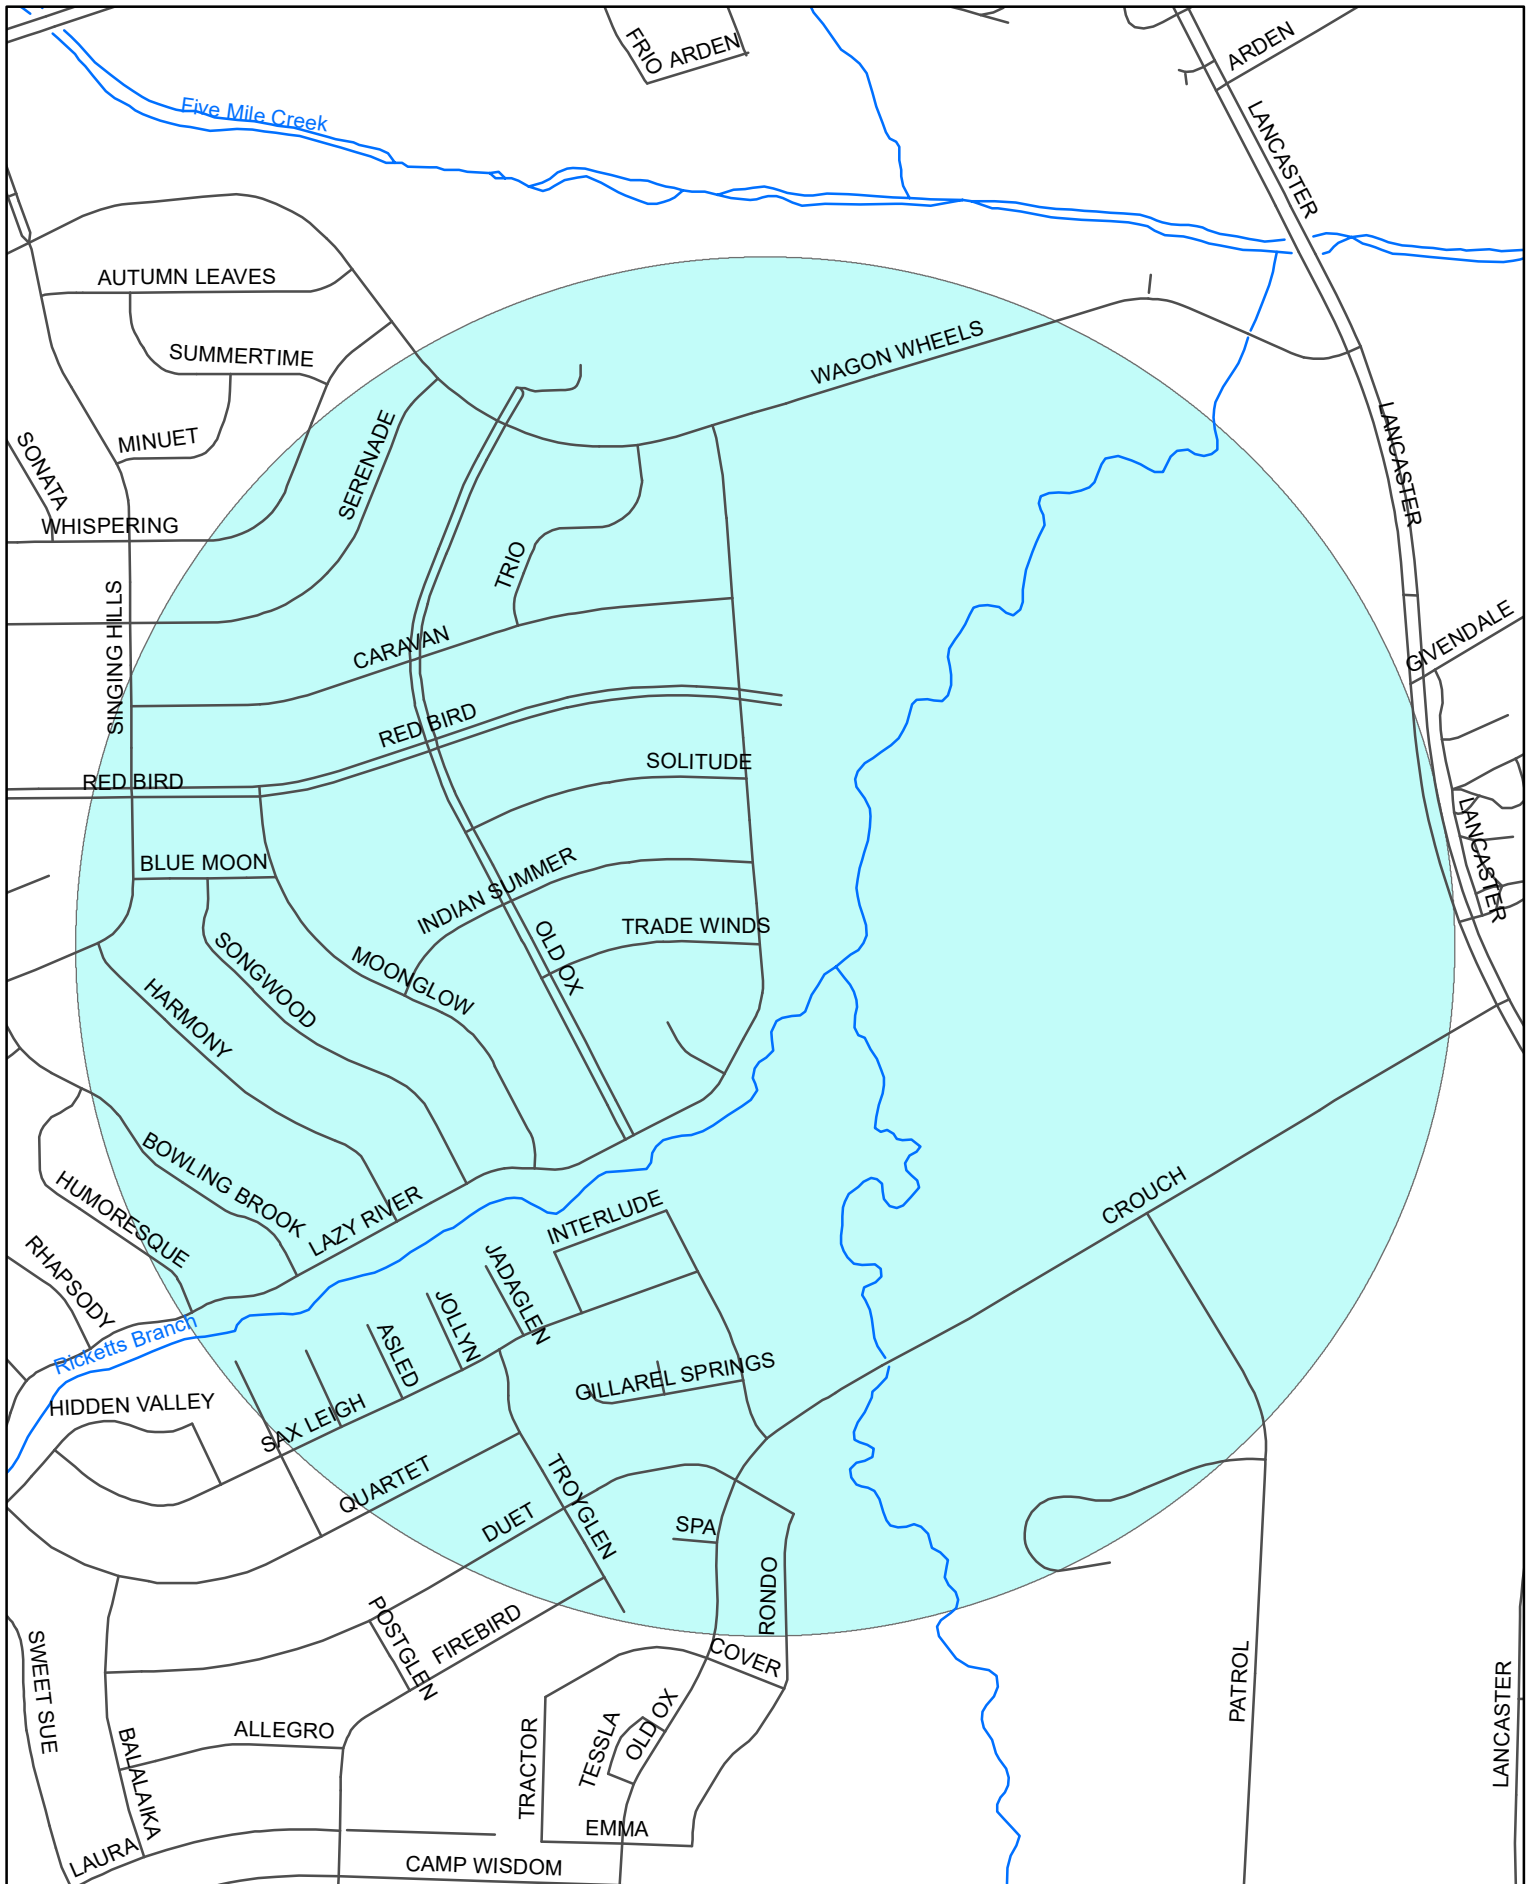 FRIO
ARDEN
ARDEN
Five Mile Creek
LANCASTER
AUTUMN LEAVES
SUMMERTIME
WAGON WHEELS
MINUET
SONATA
SERENADE
LANCASTER
WHISPERING
TRIO
SINGING HILLS
CARAVAN
GIVENDALE
RED BIRD
SOLITUDE
RED BIRD
LANCASTER
BLUE MOON
INDIAN SUMMER
TRADE WINDS
OLD OX
SONGWOOD
MOONGLOW
HARMONY
BOWLING BROOK
HUMORESQUE
LAZY RIVER
INTERLUDE
CROUCH
RHAPSODY
JADAGLEN
JOLLYN
ASLED
Ricketts Branch
GILLAREL SPRINGS
HIDDEN VALLEY
SAX LEIGH
QUARTET
TROYGLEN
DUET
SPA
RONDO
POSTGLEN
FIREBIRD
COVER
SWEET SUE
PATROL
LANCASTER
ALLEGRO
BALALAIKA
TRACTOR
TESSLA
OLD OX
EMMA
LAURA
CAMP WISDOM